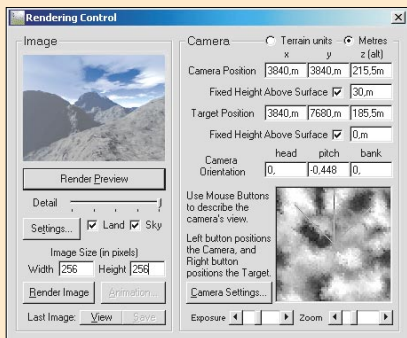 Rendering Control
Image
Render Preview
Detail
Settings...
Land
Sky
Image Size (in pixels)
Width 256 Height 256
Render Image
Animation...
Last Image: View Save
Camera
Terrain units
Metres
x y z (alt)
Camera Position 3840,m 3840,m 215,5m
Fixed Height Above Surface 30,m
Target Position 3840,m 7680,m 185,5m
Fixed Height Above Surface 0,m
head pitch bank
Camera
Orientation
0, -0,448 0,
Use Mouse Buttons
to describe the
camera's view.
Left button positions
the Camera, and
Right button
positions the Target.
Camera Settings...
Exposure Zoom